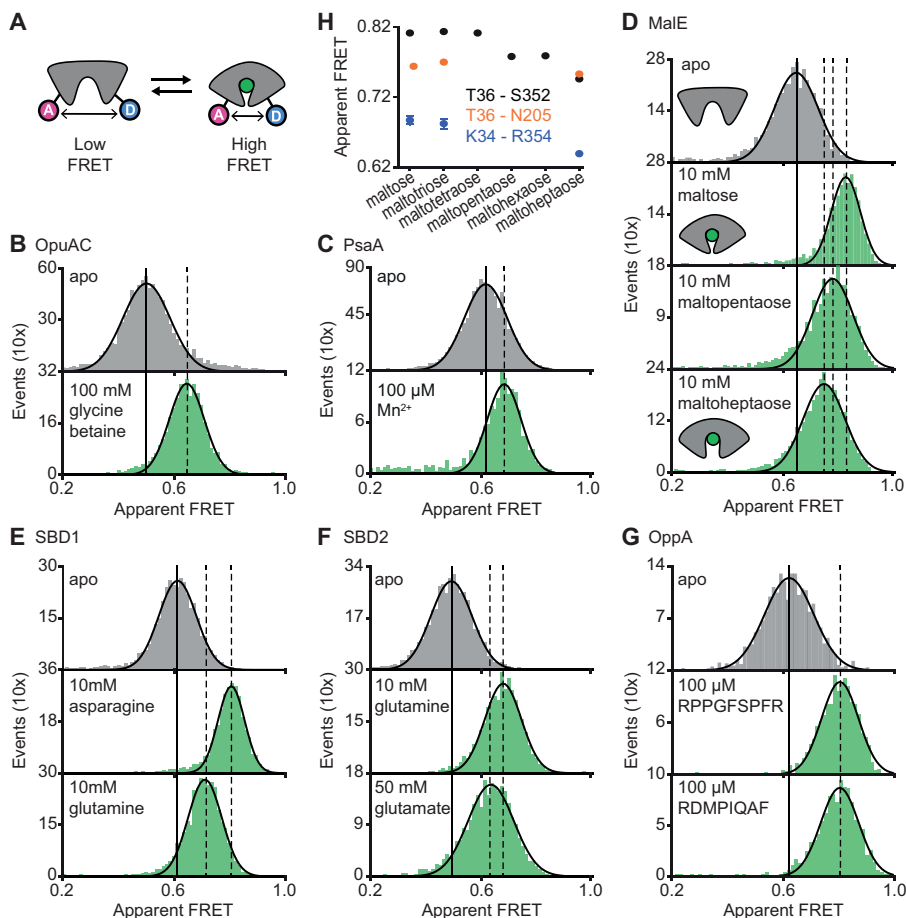 A
A
D
A
D
Low
FRET
High
FRET
H
Apparent FRET
0.82
0.72
0.62
T36 - S352
T36 - N205
K34 - R354
maltose
maltotriose
maltotetraose
maltopentaose
maltohexaose
maltoheptaose
D MalE
Events (10x)
28
14
28
14
18
9
24
12
0
apo
10 mM
maltose
10 mM
maltopentaose
10 mM
maltoheptaose
0.2 0.6 1.0
Apparent FRET
B OpuAC
Events (10x)
60
30
32
16
0
apo
100 mM
glycine
betaine
0.2 0.6 1.0
Apparent FRET
C PsaA
Events (10x)
90
45
12
6
0
apo
100 µM
Mn²⁺
0.2 0.6 1.0
Apparent FRET
E SBD1
Events (10x)
30
15
36
18
30
15
0
apo
10mM
asparagine
10mM
glutamine
0.2 0.6 1.0
Apparent FRET
F SBD2
Events (10x)
34
17
30
15
18
9
0
apo
10 mM
glutamine
50 mM
glutamate
0.2 0.6 1.0
Apparent FRET
G OppA
Events (10x)
14
7
12
6
10
5
0
apo
100 µM
RPPGFSPFR
100 µM
RDMPIQAF
0.2 0.6 1.0
Apparent FRET